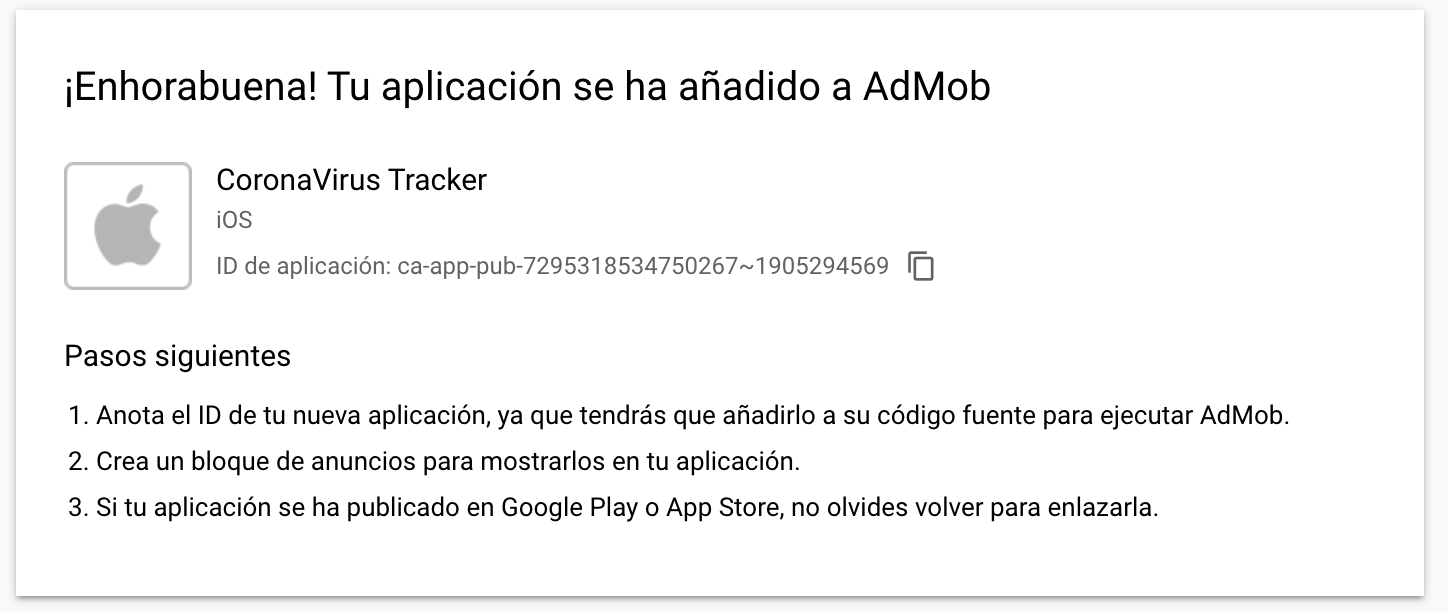 ¡Enhorabuena! Tu aplicación se ha añadido a AdMob
CoronaVirus Tracker
iOS
ID de aplicación: ca-app-pub-7295318534750267~1905294569
Pasos siguientes
1. Anota el ID de tu nueva aplicación, ya que tendrás que añadirlo a su código fuente para ejecutar AdMob.
2. Crea un bloque de anuncios para mostrarlos en tu aplicación.
3. Si tu aplicación se ha publicado en Google Play o App Store, no olvides volver para enlazarla.